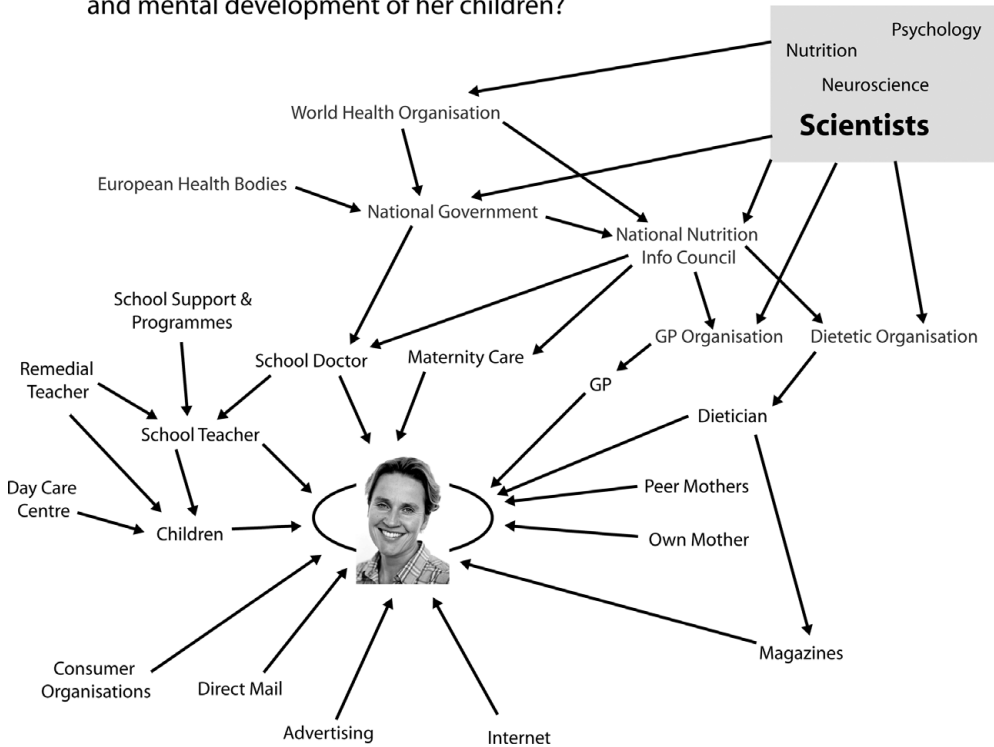 and mental development of her children?
Psychology
Nutrition
Neuroscience
Scientists
World Health Organisation
European Health Bodies
National Government
National Nutrition
Info Council
School Support &
Programmes
GP Organisation
Dietetic Organisation
School Doctor
Maternity Care
Remedial
Teacher
GP
Dietician
School Teacher
Day Care
Centre
Peer Mothers
Children
Own Mother
Magazines
Consumer
Organisations
Direct Mail
Advertising
Internet